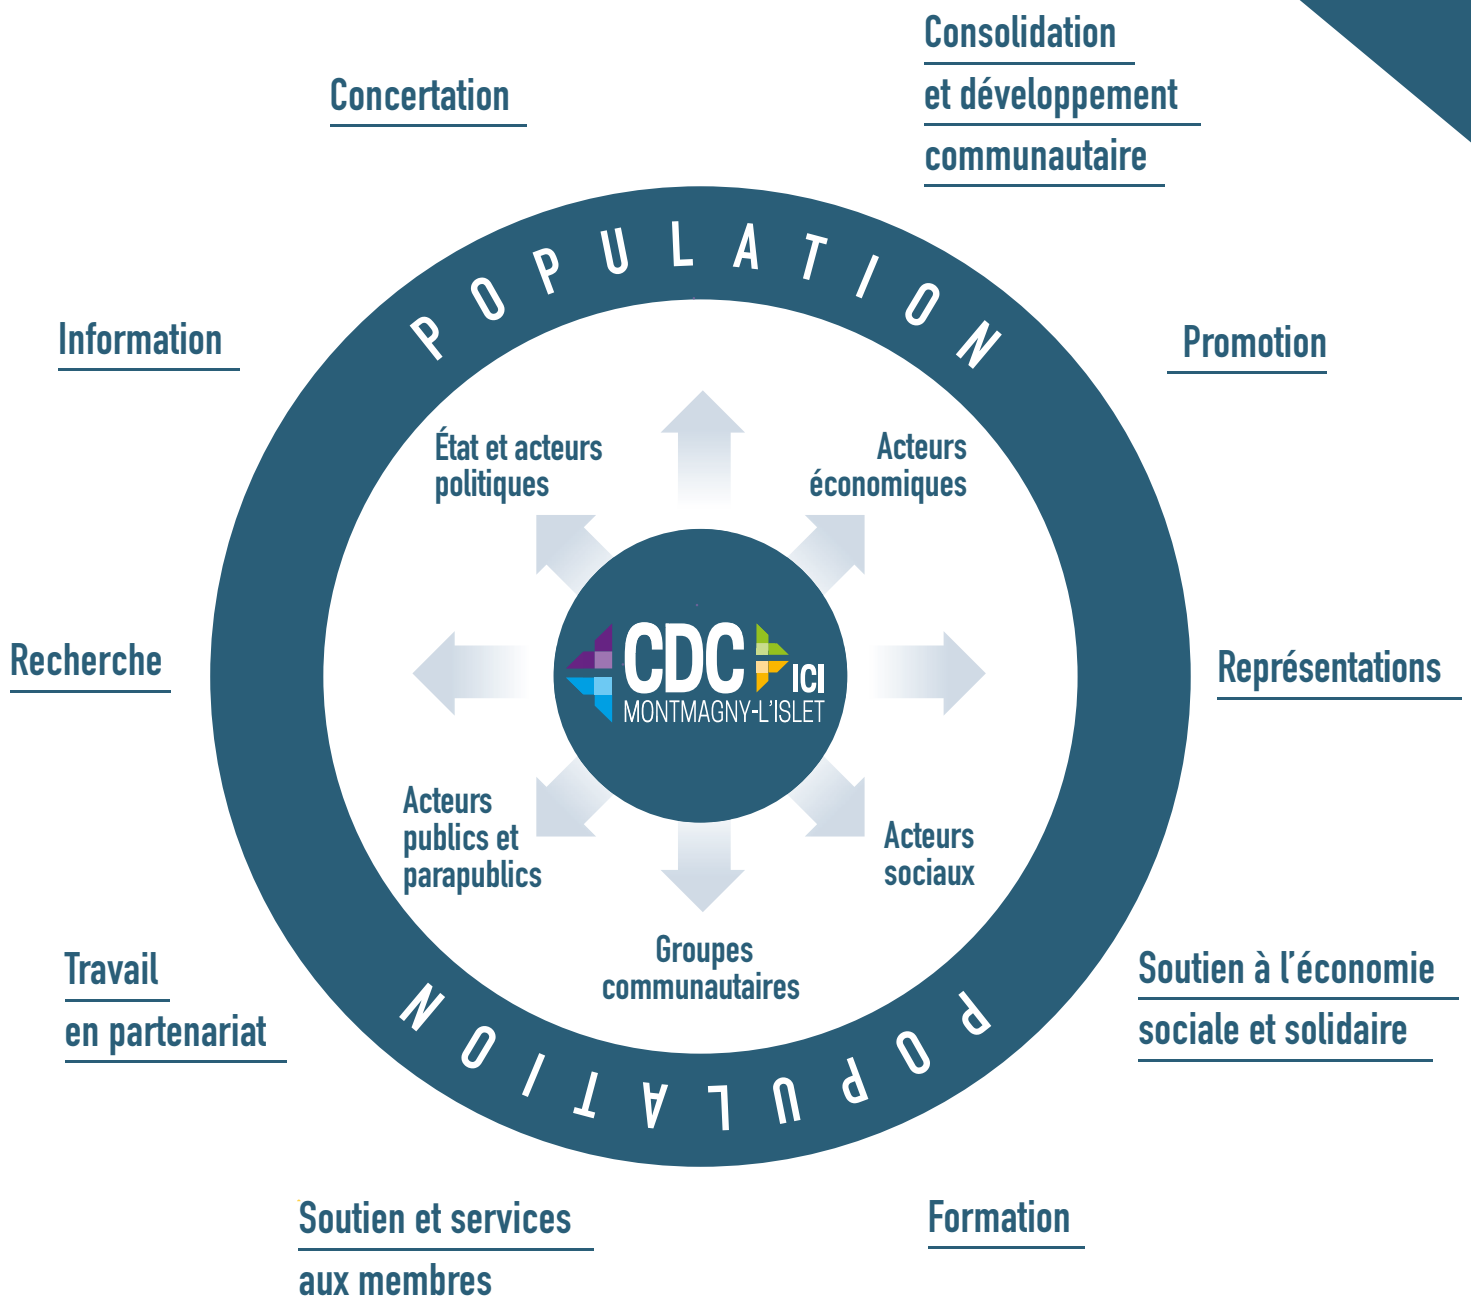 Consolidation
et développement
communautaire
Concertation
POPULATION
Information
Promotion
État et acteurs
politiques
Acteurs
économiques
CDC ICI
MONTMAGNY-L'ISLET
Recherche
Représentations
Acteurs
publics et
parapublics
Acteurs
sociaux
Groupes
communautaires
Travail
en partenariat
Soutien à l'économie
sociale et solidaire
POPULATION
Soutien et services
aux membres
Formation